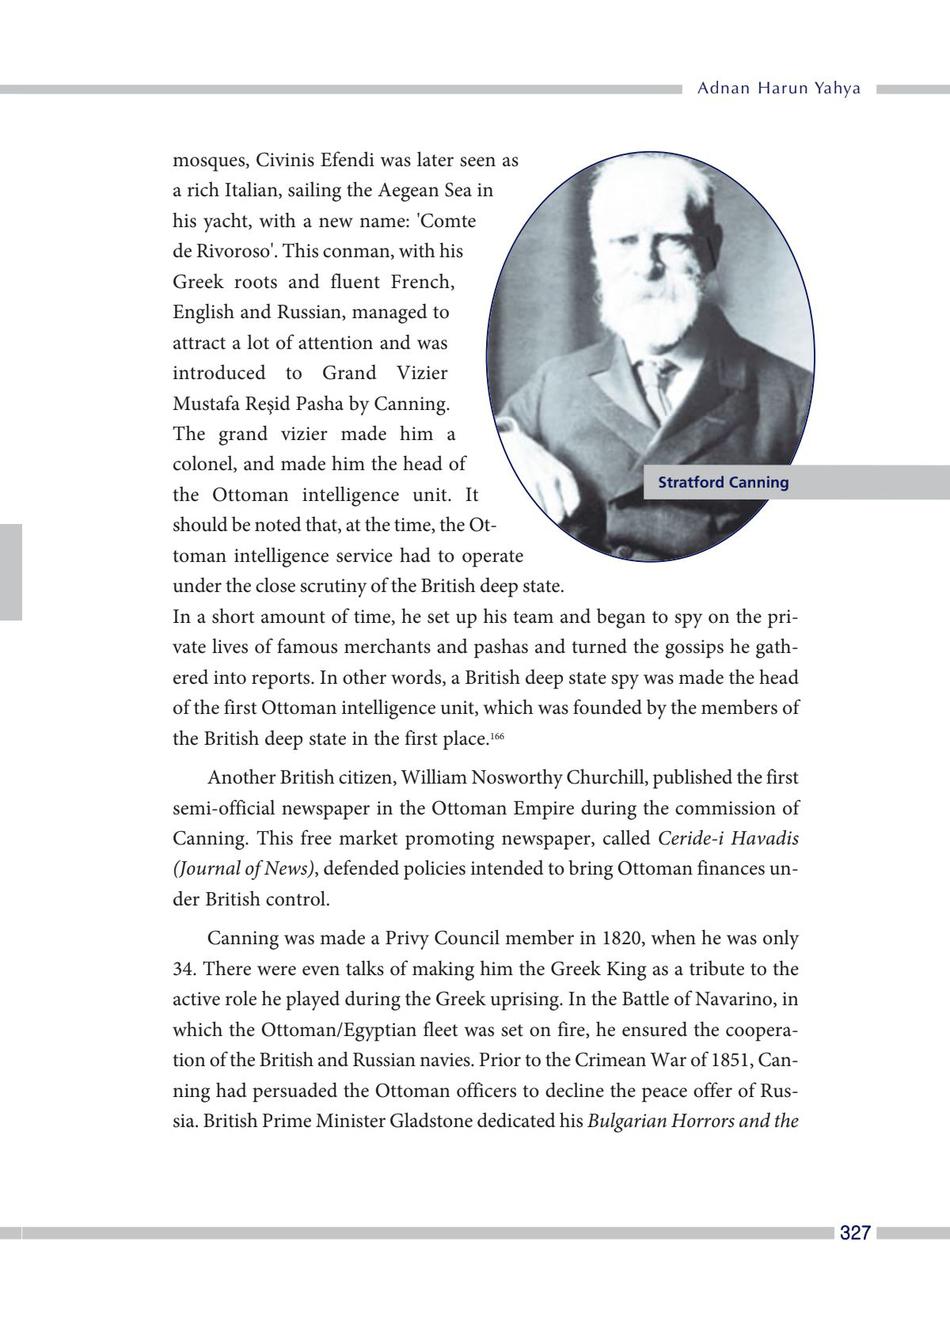 Adnan Harun Yahya
mosques, Civinis Efendi was later seen as
a rich Italian, sailing the Aegean Sea in
his yacht, with a new name: 'Comte
de Rivoroso'. This conman, with his
Greek roots and fluent French,
English and Russian, managed to
attract a lot of attention and was
introduced to Grand Vizier
Mustafa Reşid Pasha by Canning.
The grand vizier made him a
colonel, and made him the head of
the Ottoman intelligence unit. It
should be noted that, at the time, the Ot-
toman intelligence service had to operate
under the close scrutiny of the British deep state.
In a short amount of time, he set up his team and began to spy on the pri-
vate lives of famous merchants and pashas and turned the gossips he gath-
ered into reports. In other words, a British deep state spy was made the head
of the first Ottoman intelligence unit, which was founded by the members of
the British deep state in the first place.166
Stratford Canning
Another British citizen, William Nosworthy Churchill, published the first
semi-official newspaper in the Ottoman Empire during the commission of
Canning. This free market promoting newspaper, called Ceride-i Havadis
(Journal of News), defended policies intended to bring Ottoman finances un-
der British control.
Canning was made a Privy Council member in 1820, when he was only
34. There were even talks of making him the Greek King as a tribute to the
active role he played during the Greek uprising. In the Battle of Navarino, in
which the Ottoman/Egyptian fleet was set on fire, he ensured the coopera-
tion of the British and Russian navies. Prior to the Crimean War of 1851, Can-
ning had persuaded the Ottoman officers to decline the peace offer of Rus-
sia. British Prime Minister Gladstone dedicated his Bulgarian Horrors and the
327